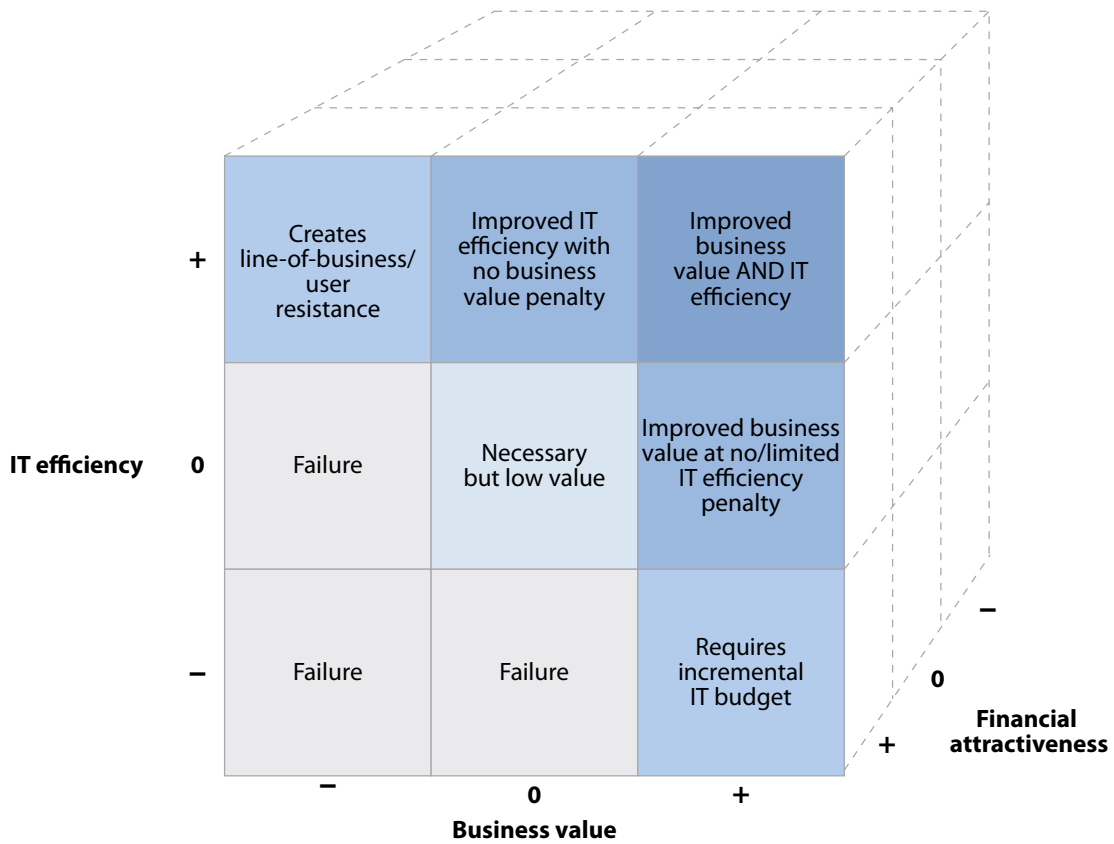 Creates
line-of-business/
user
resistance
Improved IT
efficiency with
no business
value penalty
Improved
business
value AND IT
efficiency
+
IT efficiency
0
Failure
Necessary
but low value
Improved business
value at no/limited
IT efficiency
penalty
–
Failure
Failure
Requires
incremental
IT budget
–
0
+
Business value
–
0
+
Financial
attractiveness